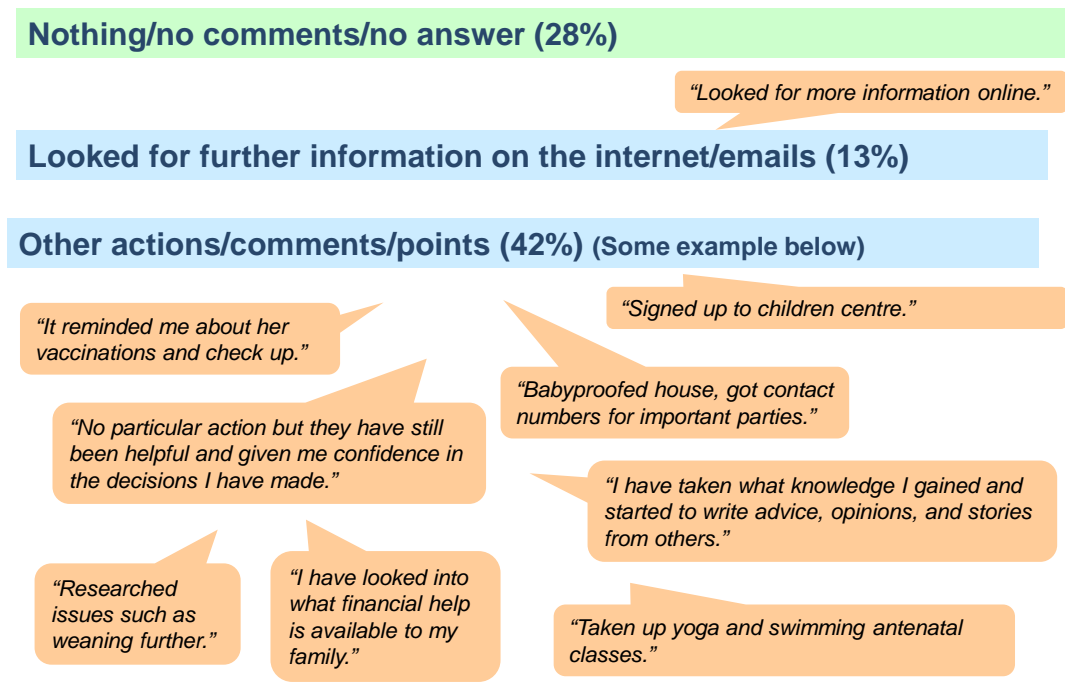 Nothing/no comments/no answer (28%)
“Looked for more information online.”
Looked for further information on the internet/emails (13%)
Other actions/comments/points (42%) (Some example below)
“Signed up to children centre.”
“It reminded me about her
vaccinations and check up.”
“Babyproofed house, got contact
numbers for important parties.”
“No particular action but they have still
been helpful and given me confidence in
the decisions I have made.”
“I have taken what knowledge I gained and
started to write advice, opinions, and stories
from others.”
“Researched
issues such as
weaning further.”
“I have looked into
what financial help
is available to my
family.”
“Taken up yoga and swimming antenatal
classes.”